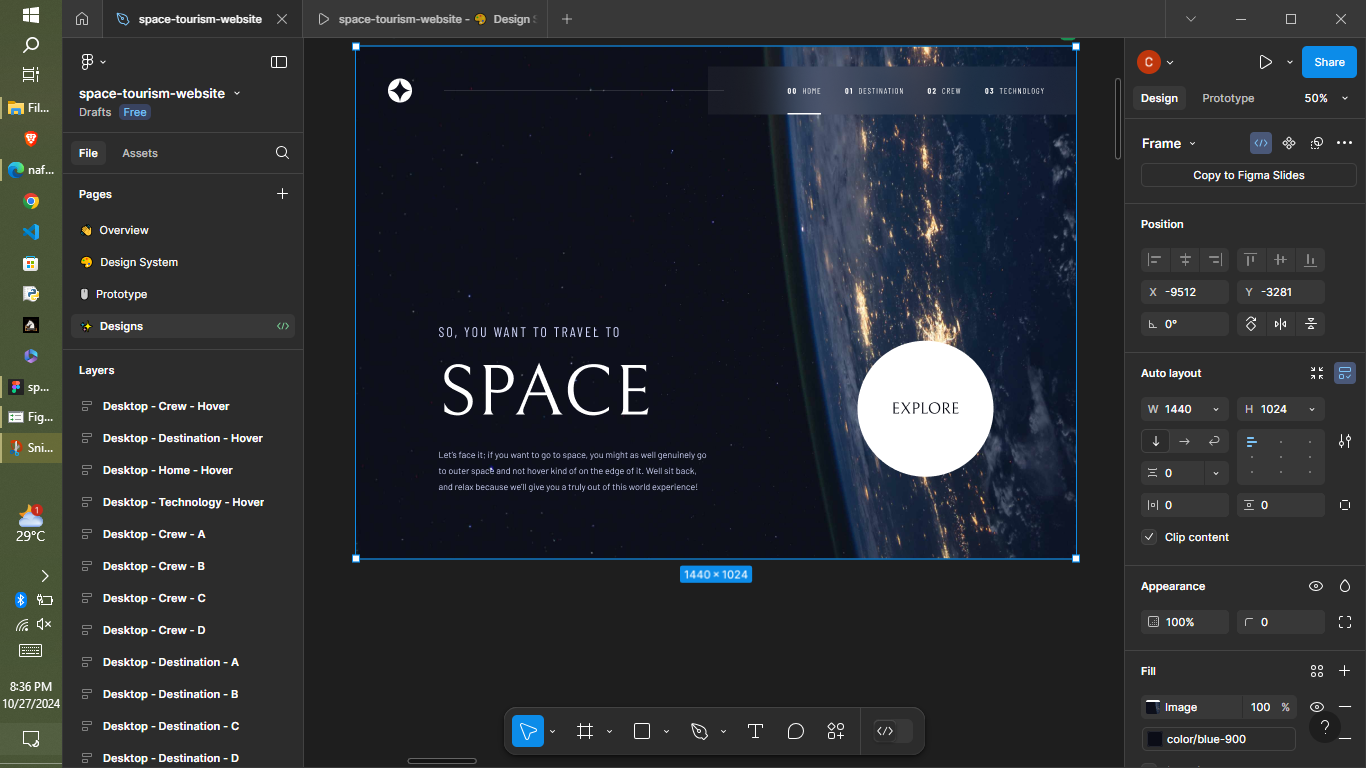 space-tourism-website
space-tourism-website - Design
space-tourism-website
Drafts Free
File Assets
Pages
Overview
Design System
Prototype
Designs
Layers
Desktop - Crew - Hover
Desktop - Destination - Hover
Desktop - Home - Hover
Desktop - Technology - Hover
Desktop - Crew - A
Desktop - Crew - B
Desktop - Crew - C
Desktop - Crew - D
Desktop - Destination - A
Desktop - Destination - B
Desktop - Destination - C
Desktop - Destination - D
Fil...
naf...
sp...
Fig...
Sni...
1
29°C
8:36 PM
10/27/2024
00 HOME 01 DESTINATION 02 CREW 03 TECHNOLOGY
SO, YOU WANT TO TRAVEL TO
SPACE
Let's face it; if you want to go to space, you might as well genuinely go
to outer space and not hover kind of on the edge of it. Well sit back,
and relax because we'll give you a truly out of this world experience!
EXPLORE
1440 × 1024
C
Share
Design Prototype 50%
Frame
Copy to Figma Slides
Position
X -9512 Y -3281
0°
Auto layout
W 1440 H 1024
0
0 0
Clip content
Appearance
100% 0
Fill
Image 100 %
color/blue-900
?